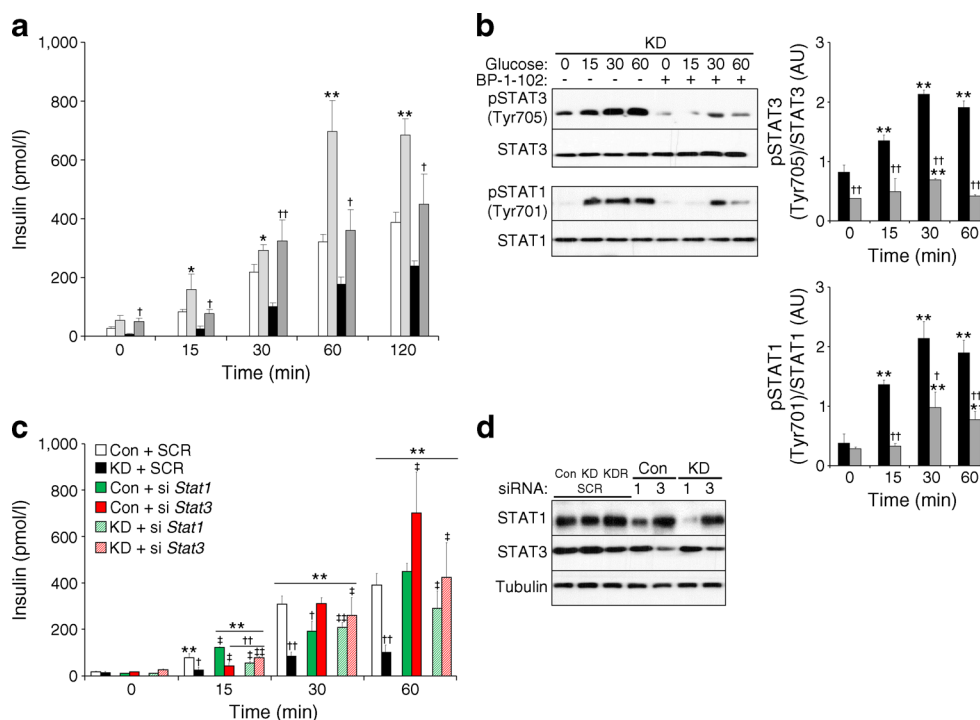 a
1,000
800
600
400
200
0
Insulin (pmol/l)
* * ** **
† † †† † †
0 15 30 60 120
Time (min)
b
KD
Glucose: 0 15 30 60 0 15 30 60
BP-1-102: - - - - + + + +
pSTAT3
(Tyr705)
STAT3
pSTAT1
(Tyr701)
STAT1
pSTAT3
(Tyr705)/STAT3 (AU)
3
2
1
0
** ** **
†† †† †† ** ††
0 15 30 60
Time (min)
pSTAT1
(Tyr701)/STAT1 (AU)
3
2
1
0
** ** **
†† † **
0 15 30 60
Time (min)
c
1,000
800
600
400
200
0
Insulin (pmol/l)
Con + SCR
KD + SCR
Con + si Stat1
Con + si Stat3
KD + si Stat1
KD + si Stat3
** † ** ‡ ‡ †† ‡ ‡‡
** †† † ‡‡ ‡
** †† ‡ ‡ ‡
0 15 30 60
Time (min)
d
Con KD KDR Con KD
SCR
siRNA: 1 3 1 3
STAT1
STAT3
Tubulin